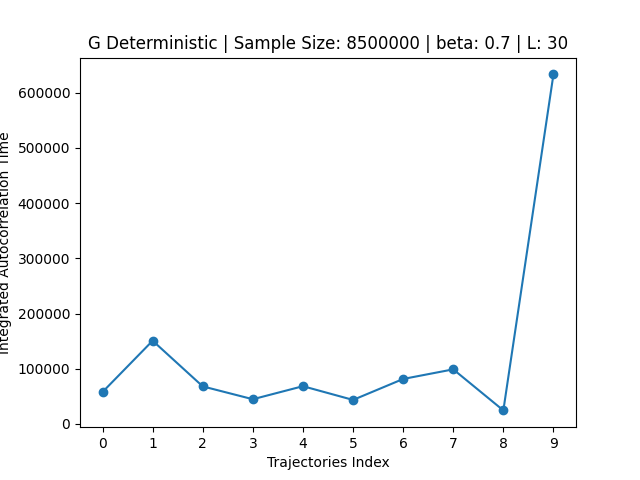 G Deterministic | Sample Size: 8500000 | beta: 0.7 | L: 30
Integrated Autocorrelation Time
600000
500000
400000
300000
200000
100000
0
0 1 2 3 4 5 6 7 8 9
Trajectories Index